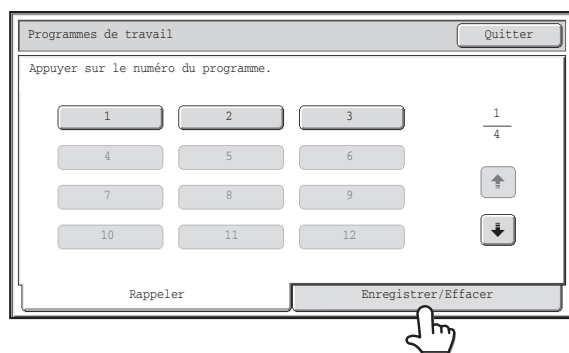 Programmes de travail Quitter
Appuyer sur le numéro du programme.
1 2 3 1
4
4 5 6
7 8 9
10 11 12
Rappeler Enregistrer/Effacer